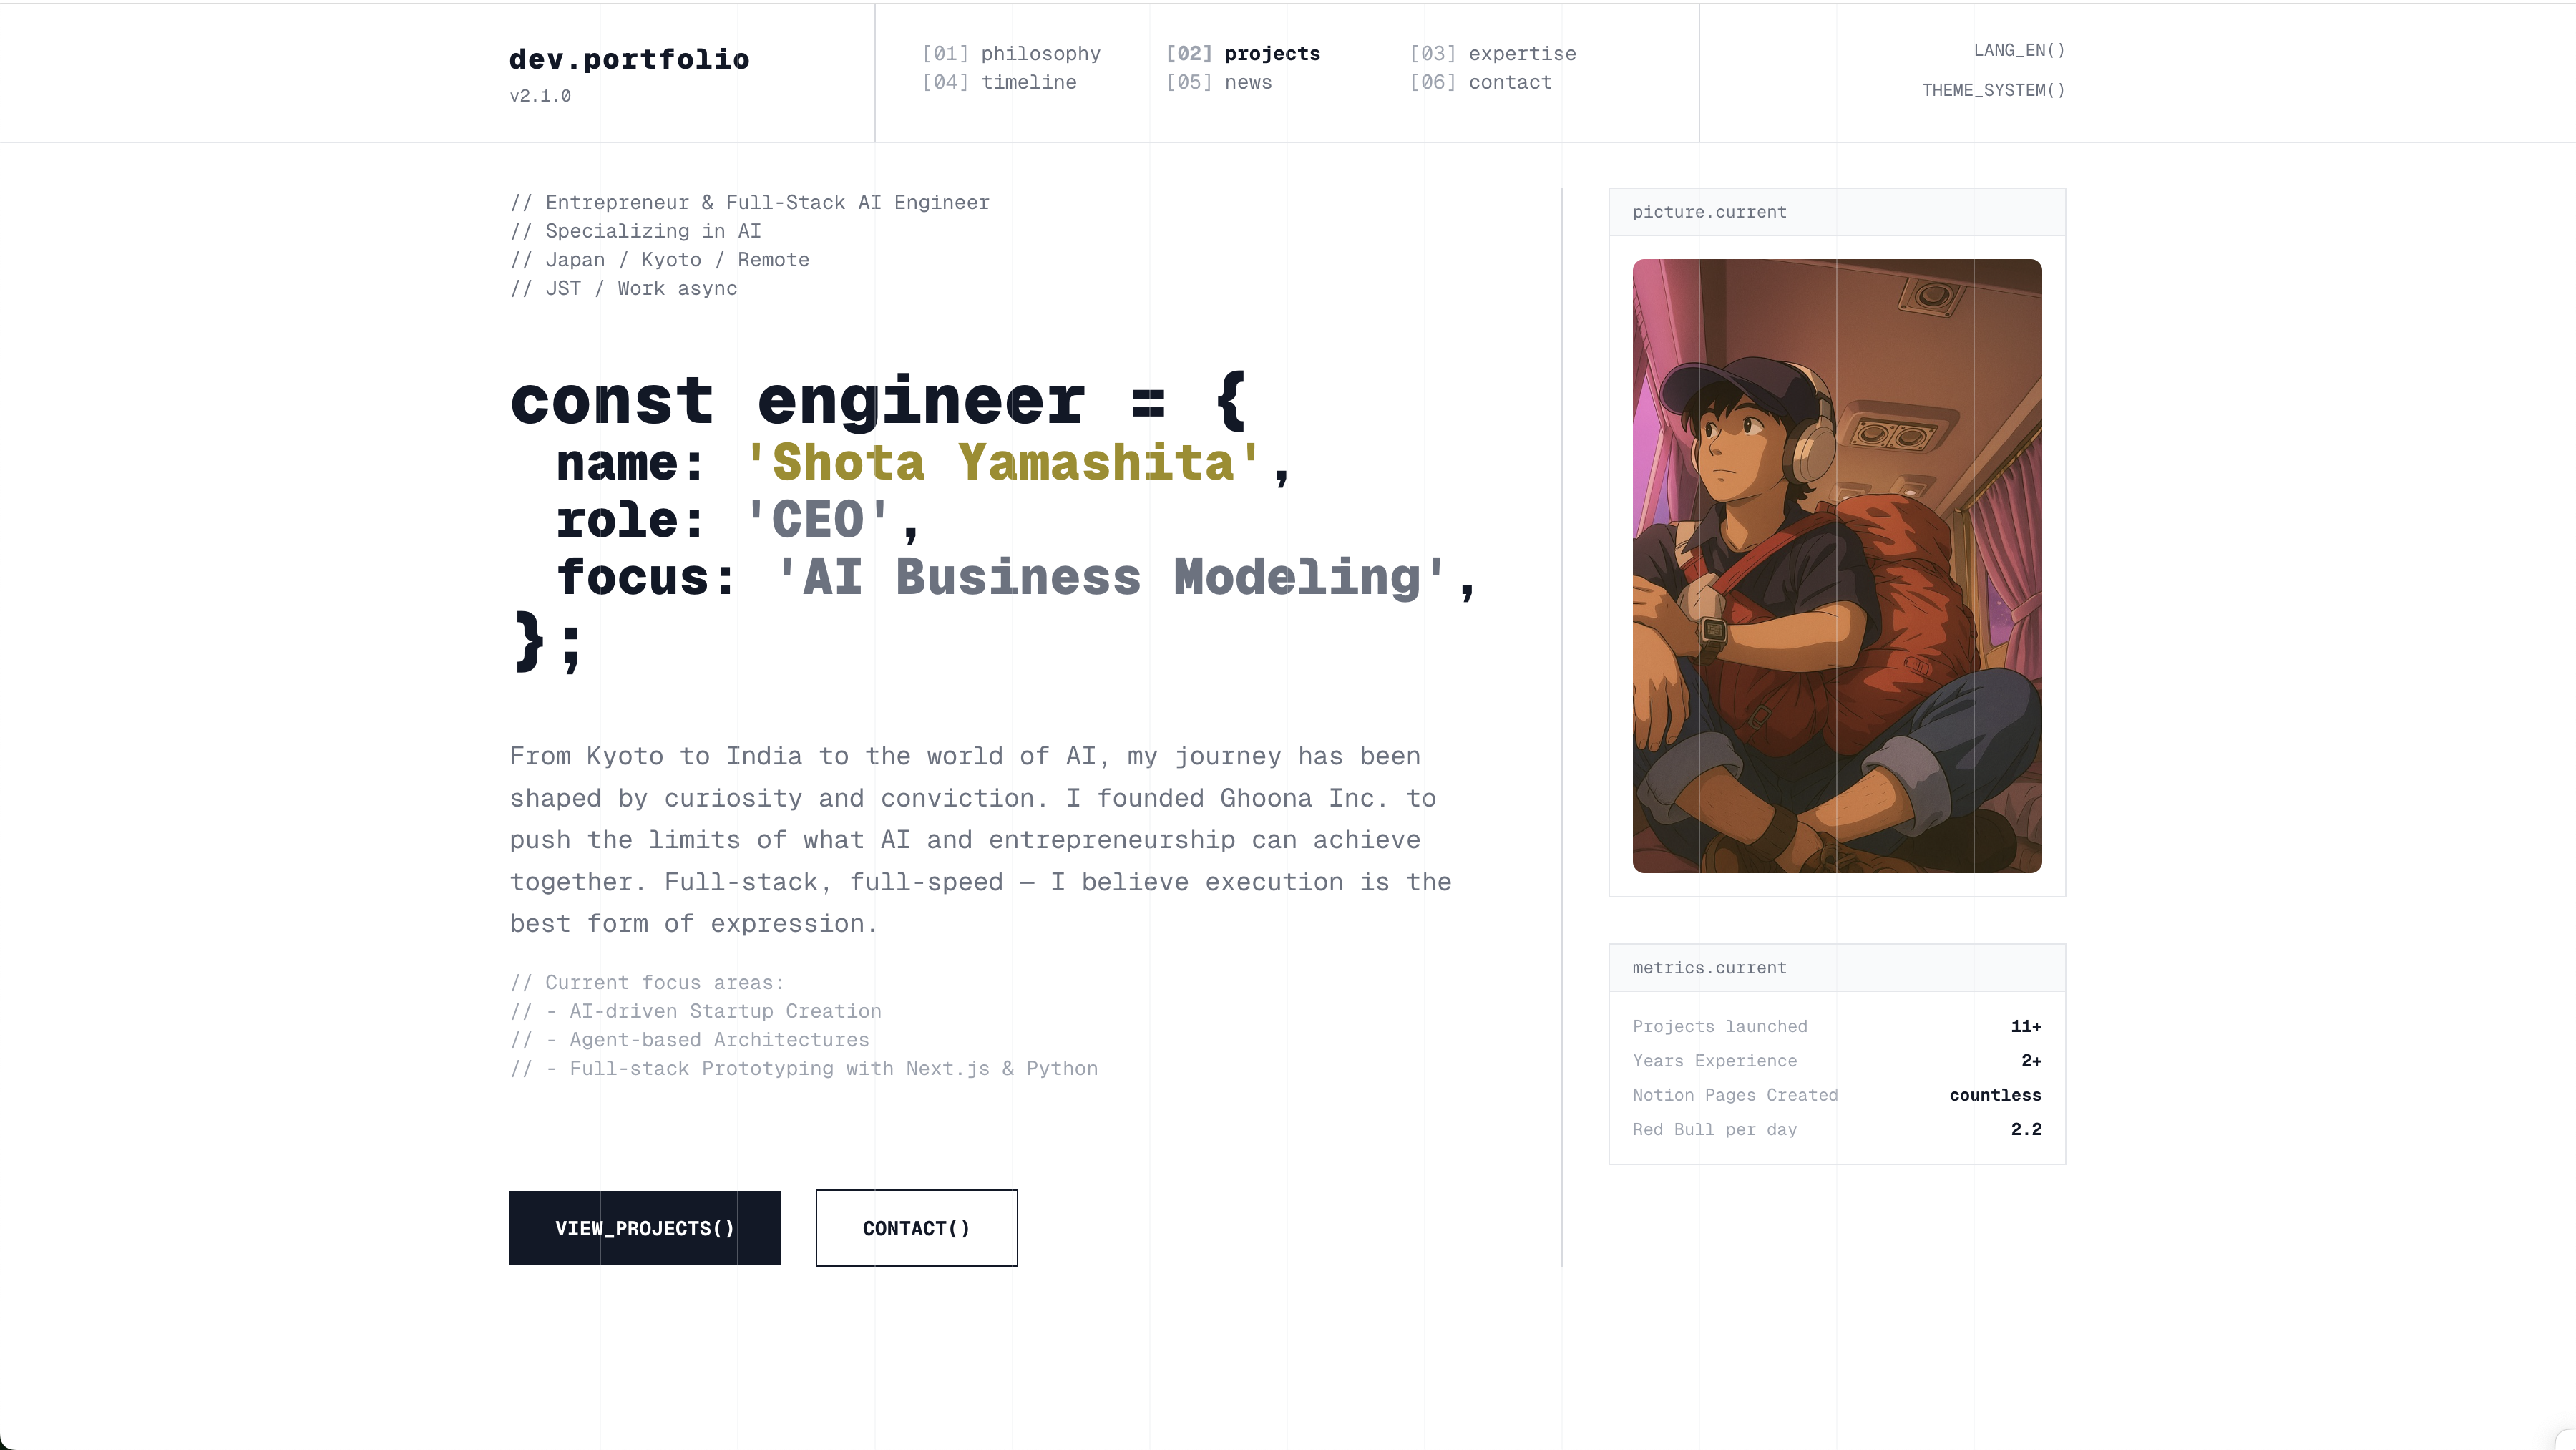 dev.portfolio
v2.1.0
[01] philosophy
[02] projects
[03] expertise
[04] timeline
[05] news
[06] contact
LANG_EN()
THEME_SYSTEM()
// Entrepreneur & Full-Stack AI Engineer
// Specializing in AI
// Japan / Kyoto / Remote
// JST / Work async
const engineer = {
name: 'Shota Yamashita',
role: 'CEO',
focus: 'AI Business Modeling',
};
From Kyoto to India to the world of AI, my journey has been
shaped by curiosity and conviction. I founded Ghoona Inc. to
push the limits of what AI and entrepreneurship can achieve
together. Full-stack, full-speed — I believe execution is the
best form of expression.
// Current focus areas:
// - AI-driven Startup Creation
// - Agent-based Architectures
// - Full-stack Prototyping with Next.js & Python
VIEW_PROJECTS()
CONTACT()
picture.current
metrics.current
Projects launched 11+
Years Experience 2+
Notion Pages Created countless
Red Bull per day 2.2